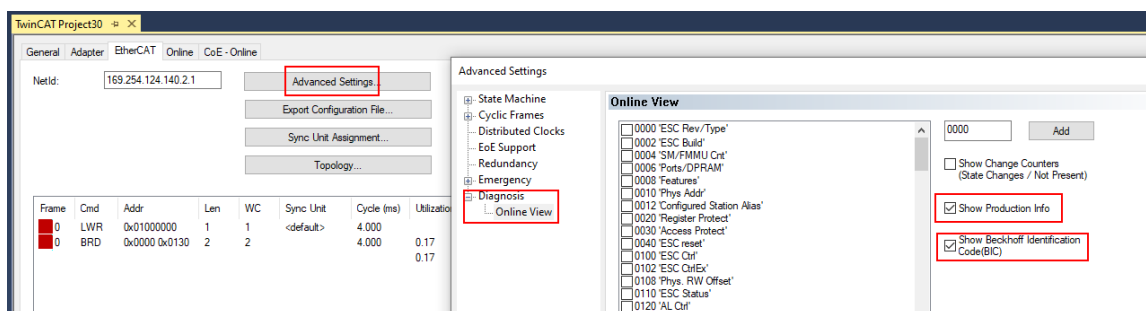 TwinCAT Project30
General Adapter EtherCAT Online CoE - Online
NetId: 169.254.124.140.2.1
Advanced Settings...
Export Configuration File...
Sync Unit Assignment...
Topology...
Frame Cmd Addr Len WC Sync Unit Cycle (ms) Utilizatio
0 LWR 0x01000000 1 1 <default> 4.000
0 BRD 0x0000 0x0130 2 2 4.000 0.17
0.17
Advanced Settings
State Machine
Cyclic Frames
Distributed Clocks
EoE Support
Redundancy
Emergency
Diagnosis
Online View
Online View
0000 'ESC Rev/Type'
0002 'ESC Build'
0004 'SM/FMMU Cnt'
0006 'Ports/DPRAM'
0008 'Features'
0010 'Phys Addr'
0012 'Configured Station Alias'
0020 'Register Protect'
0030 'Access Protect'
0040 'ESC reset'
0100 'ESC Ctrl'
0102 'ESC CtrlEx'
0108 'Phys. RW Offset'
0110 'ESC Status'
0120 'AL Ctrl'
0000 Add
Show Change Counters
(State Changes / Not Present)
Show Production Info
Show Beckhoff Identification
Code(BIC)